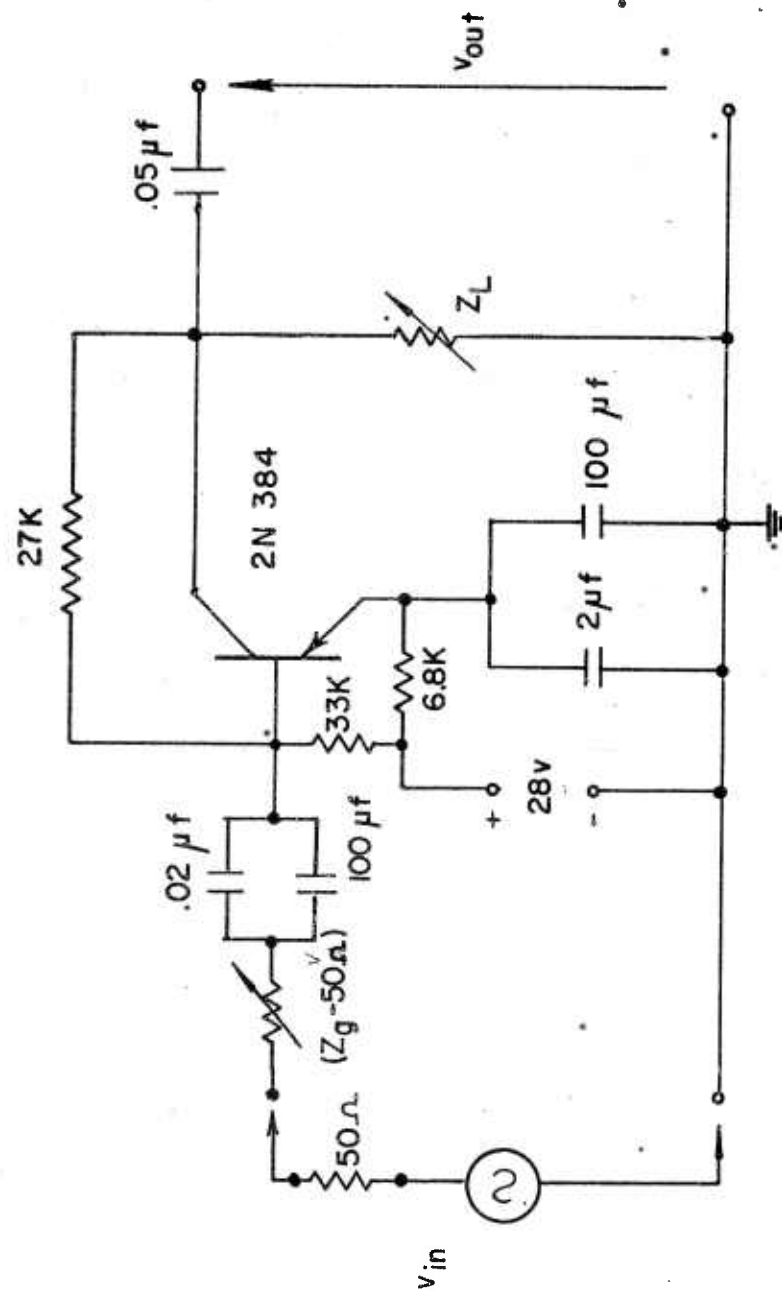 27K
.05 µf
2N 384
.02 µf
100 µf
33K
6.8K
(Zg-50Ω)
50Ω
Vin
+
28v
-
2µf
100 µf
ZL
Vout